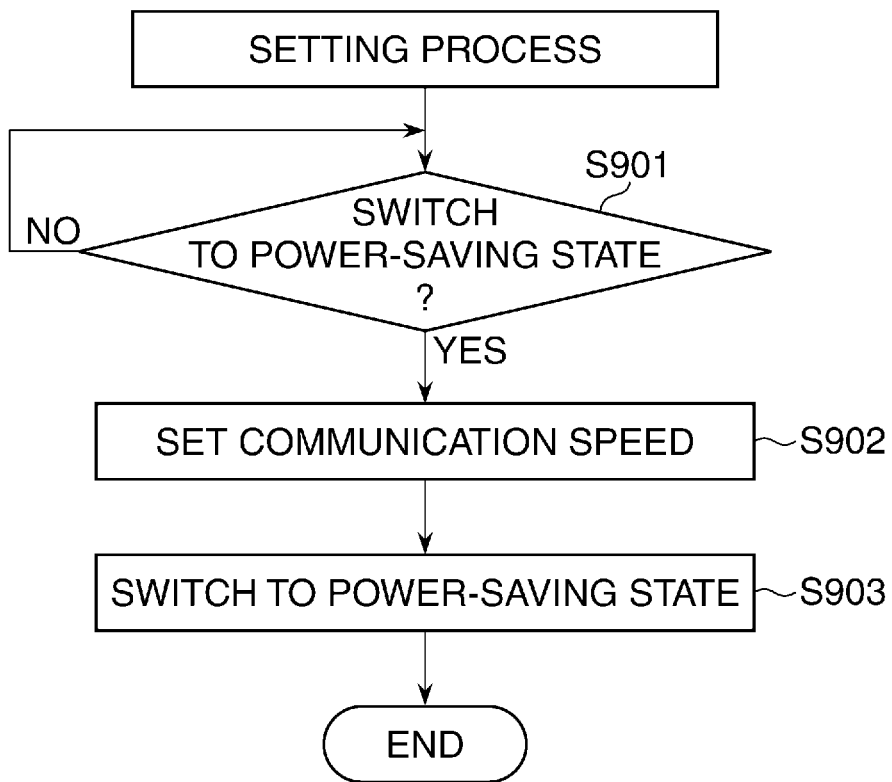 SETTING PROCESS
S901
SWITCH
TO POWER-SAVING STATE
?
NO
YES
SET COMMUNICATION SPEED
S902
SWITCH TO POWER-SAVING STATE
S903
END